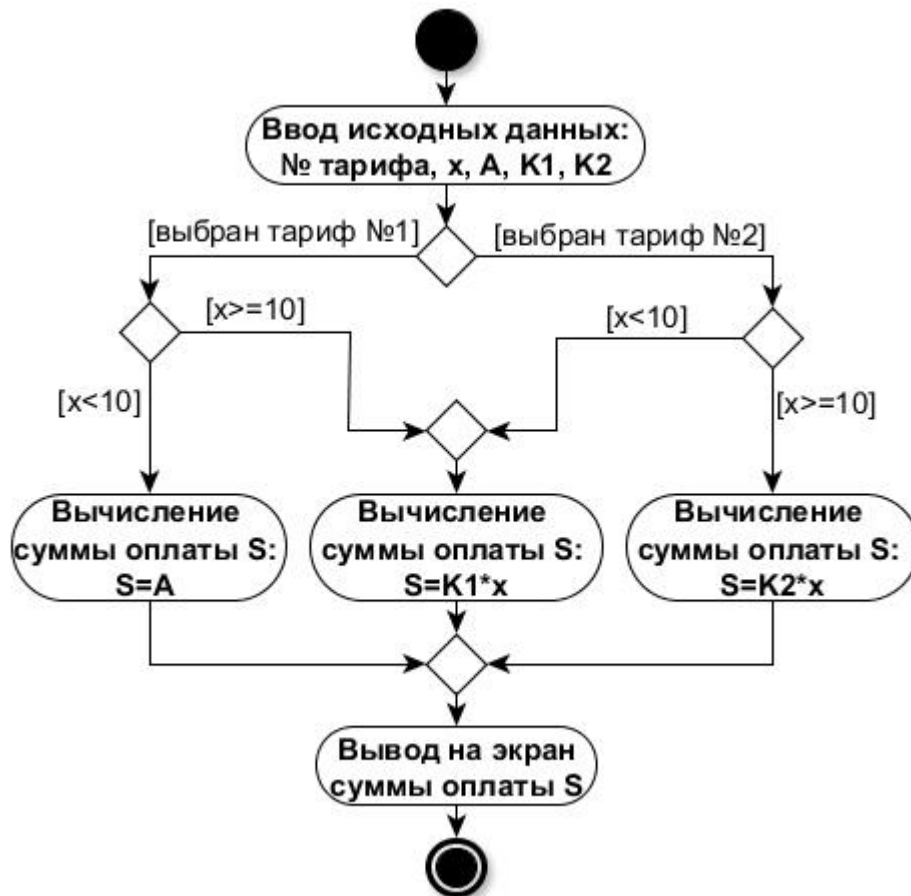 Ввод исходных данных:
№ тарифа, x, A, K1, K2
[выбран тариф №1]
[выбран тариф №2]
[x>=10]
[x<10]
[x<10]
[x>=10]
Вычисление
суммы оплаты S:
S=A
Вычисление
суммы оплаты S:
S=K1*x
Вычисление
суммы оплаты S:
S=K2*x
Вывод на экран
суммы оплаты S